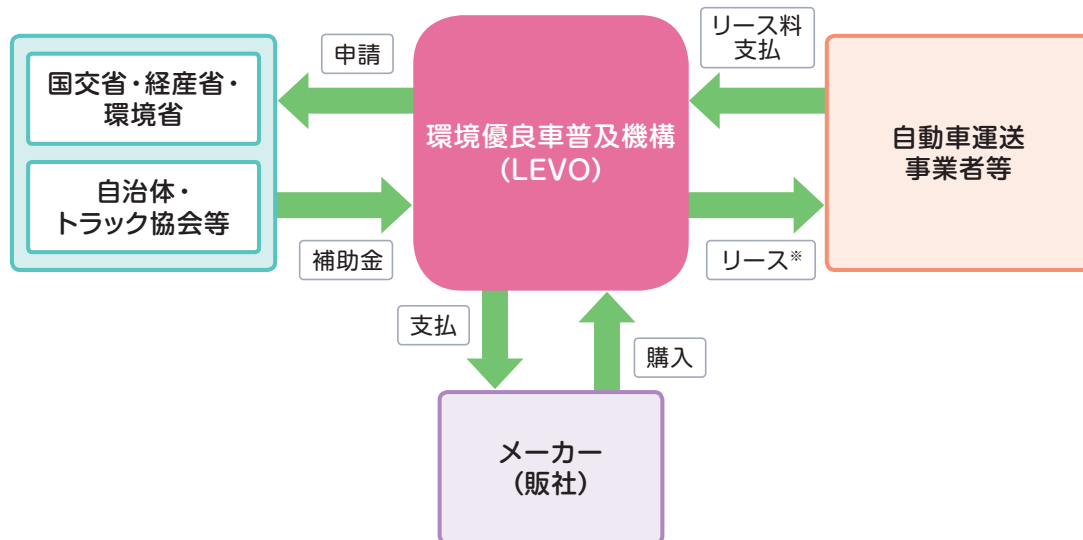 国交省・経産省・
環境省
自治体・
トラック協会等
申請
補助金
環境優良車普及機構
(LEVO)
リース料
支払
リース※
自動車運送
事業者等
支払
購入
メーカー
(販社)